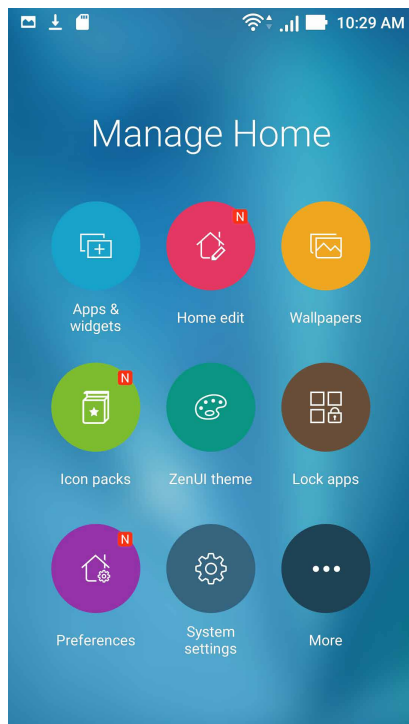 10:29 AM
Manage Home
N
Apps &
widgets
Home edit
Wallpapers
N
Icon packs
ZenUI theme
Lock apps
N
Preferences
System
settings
More